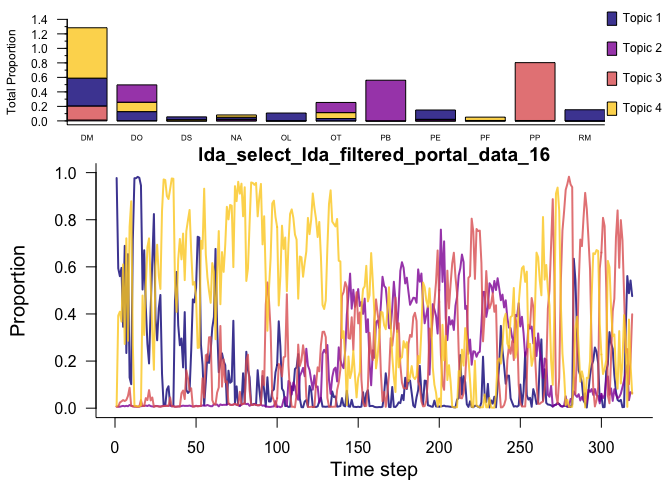 Total Proportion
1.4
1.2
1.0
0.8
0.6
0.4
0.2
0.0
DM DO DS NA OL OT PB PE PF PP RM
Topic 1
Topic 2
Topic 3
Topic 4
lda_select_lda_filtered_portal_data_16
Proportion
1.0
0.8
0.6
0.4
0.2
0.0
0 50 100 150 200 250 300
Time step